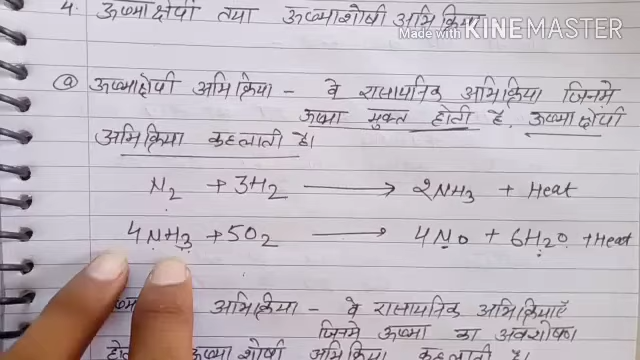 4. ऊष्माक्षेपी तथा ऊष्माशोषी अभिक्रिया
Made with KINEMASTER
@ ऊष्माक्षेपी अभिक्रिया - वे रासायनिक अभिक्रिया जिनमे
ऊष्मा मुक्त होती है, ऊष्माक्षेपी
अभिक्रिया कहलाती है।
N₂ + 3H₂ ⟶ 2NH₃ + Heat
4NH₃ + 5O₂ ⟶ 4NO + 6H₂O + Heat
अभिक्रिया - वे रासायनिक अभिक्रियाएँ
जिनमे ऊष्मा का अवशोषण
ऊष्माशोषी अभिक्रिया कहलाती है।